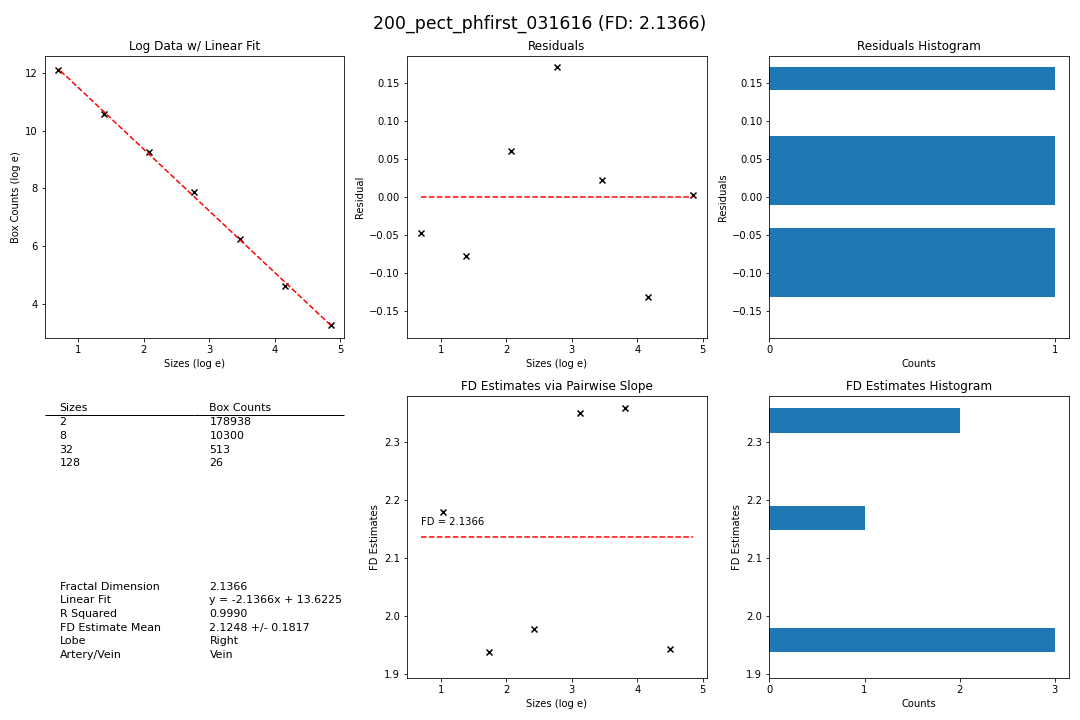 200_pect_phfirst_031616 (FD: 2.1366)
Log Data w/ Linear Fit
Box Counts (log e)
12
10
8
6
4
1 2 3 4 5
Sizes (log e)
Residuals
Residual
0.15
0.10
0.05
0.00
−0.05
−0.10
−0.15
1 2 3 4 5
Sizes (log e)
Residuals Histogram
Residuals
0.15
0.10
0.05
0.00
−0.05
−0.10
−0.15
0 1
Counts
Sizes Box Counts
2 178938
8 10300
32 513
128 26
Fractal Dimension 2.1366
Linear Fit y = -2.1366x + 13.6225
R Squared 0.9990
FD Estimate Mean 2.1248 +/- 0.1817
Lobe Right
Artery/Vein Vein
FD Estimates via Pairwise Slope
FD Estimates
2.3
2.2
2.1
2.0
1.9
FD = 2.1366
1 2 3 4 5
Sizes (log e)
FD Estimates Histogram
FD Estimates
2.3
2.2
2.1
2.0
1.9
0 1 2 3
Counts